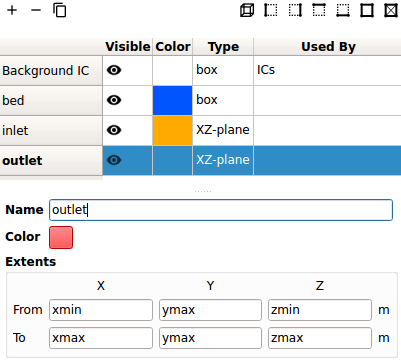 Visible Color Type Used By
Background IC box ICs
bed box
inlet XZ-plane
outlet XZ-plane
Name outlet
Color
Extents
X Y Z
From xmin ymax zmin m
To xmax ymax zmax m